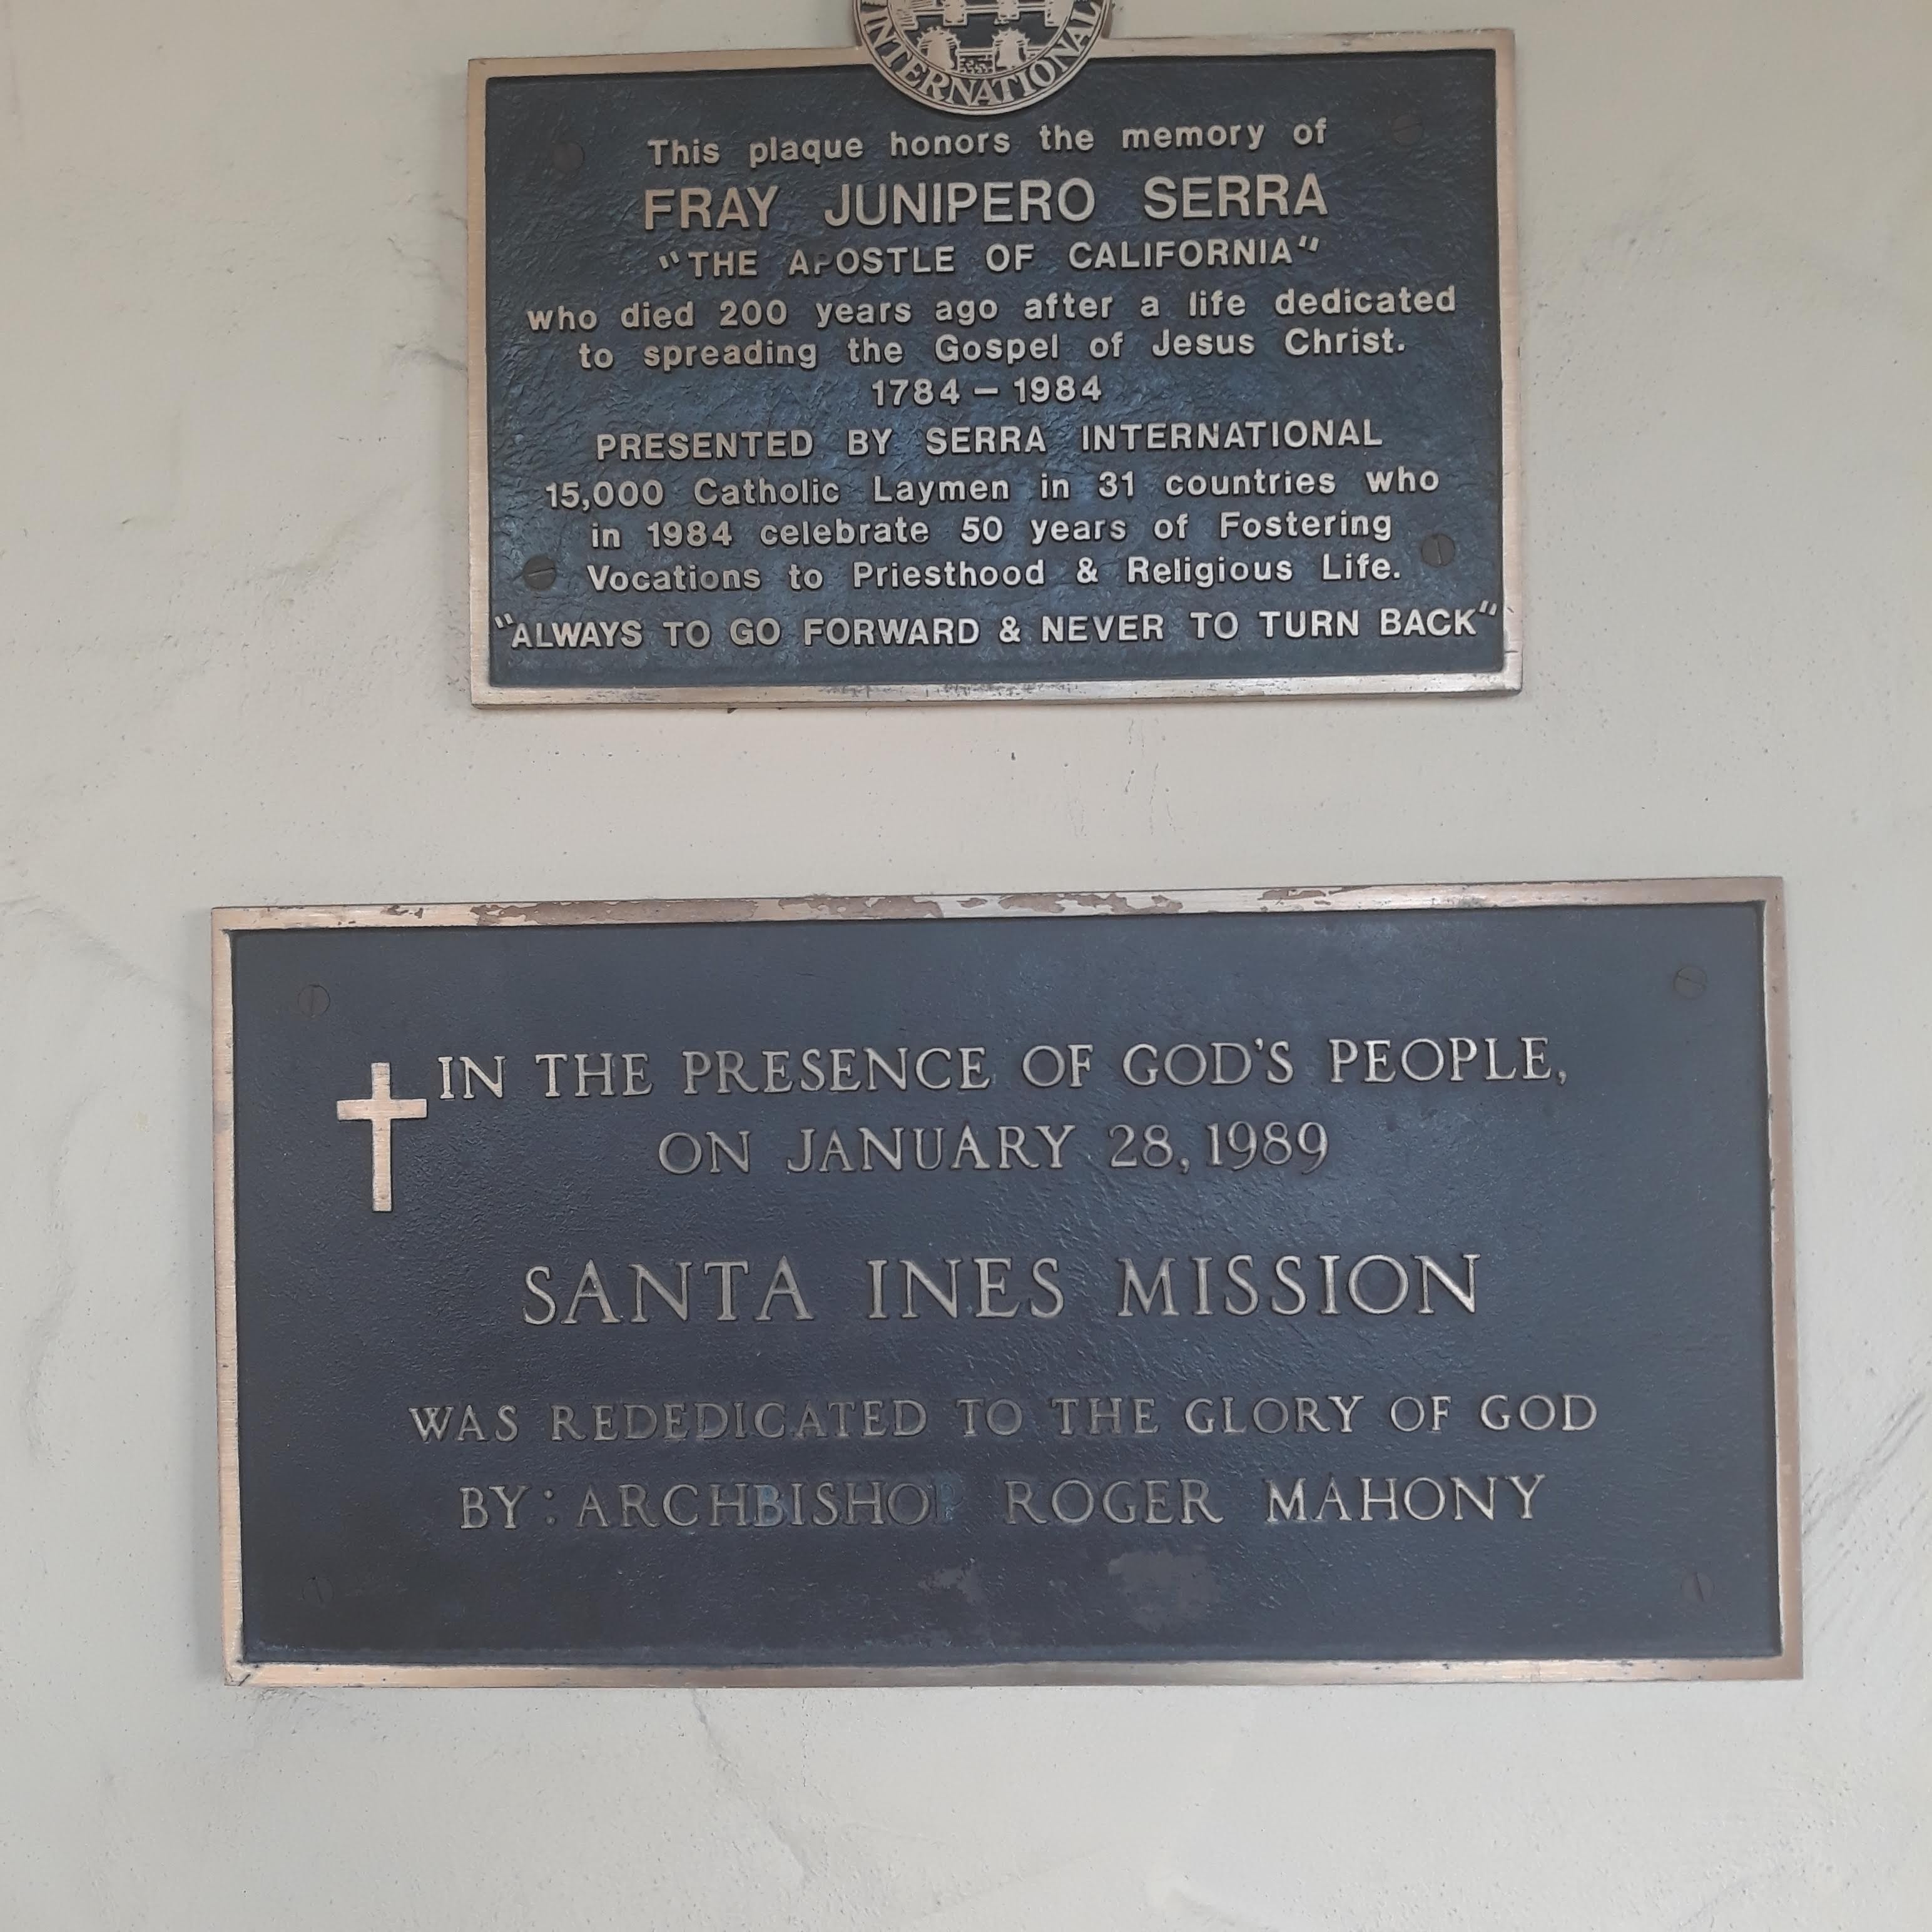 INTERNATIONAL
This plaque honors the memory of
FRAY JUNIPERO SERRA
"THE APOSTLE OF CALIFORNIA"
who died 200 years ago after a life dedicated
to spreading the Gospel of Jesus Christ.
1784 – 1984
PRESENTED BY SERRA INTERNATIONAL
15,000 Catholic Laymen in 31 countries who
in 1984 celebrate 50 years of Fostering
Vocations to Priesthood & Religious Life.
"ALWAYS TO GO FORWARD & NEVER TO TURN BACK"
IN THE PRESENCE OF GOD'S PEOPLE,
ON JANUARY 28, 1989
SANTA INES MISSION
WAS REDEDICATED TO THE GLORY OF GOD
BY: ARCHBISHOP ROGER MAHONY